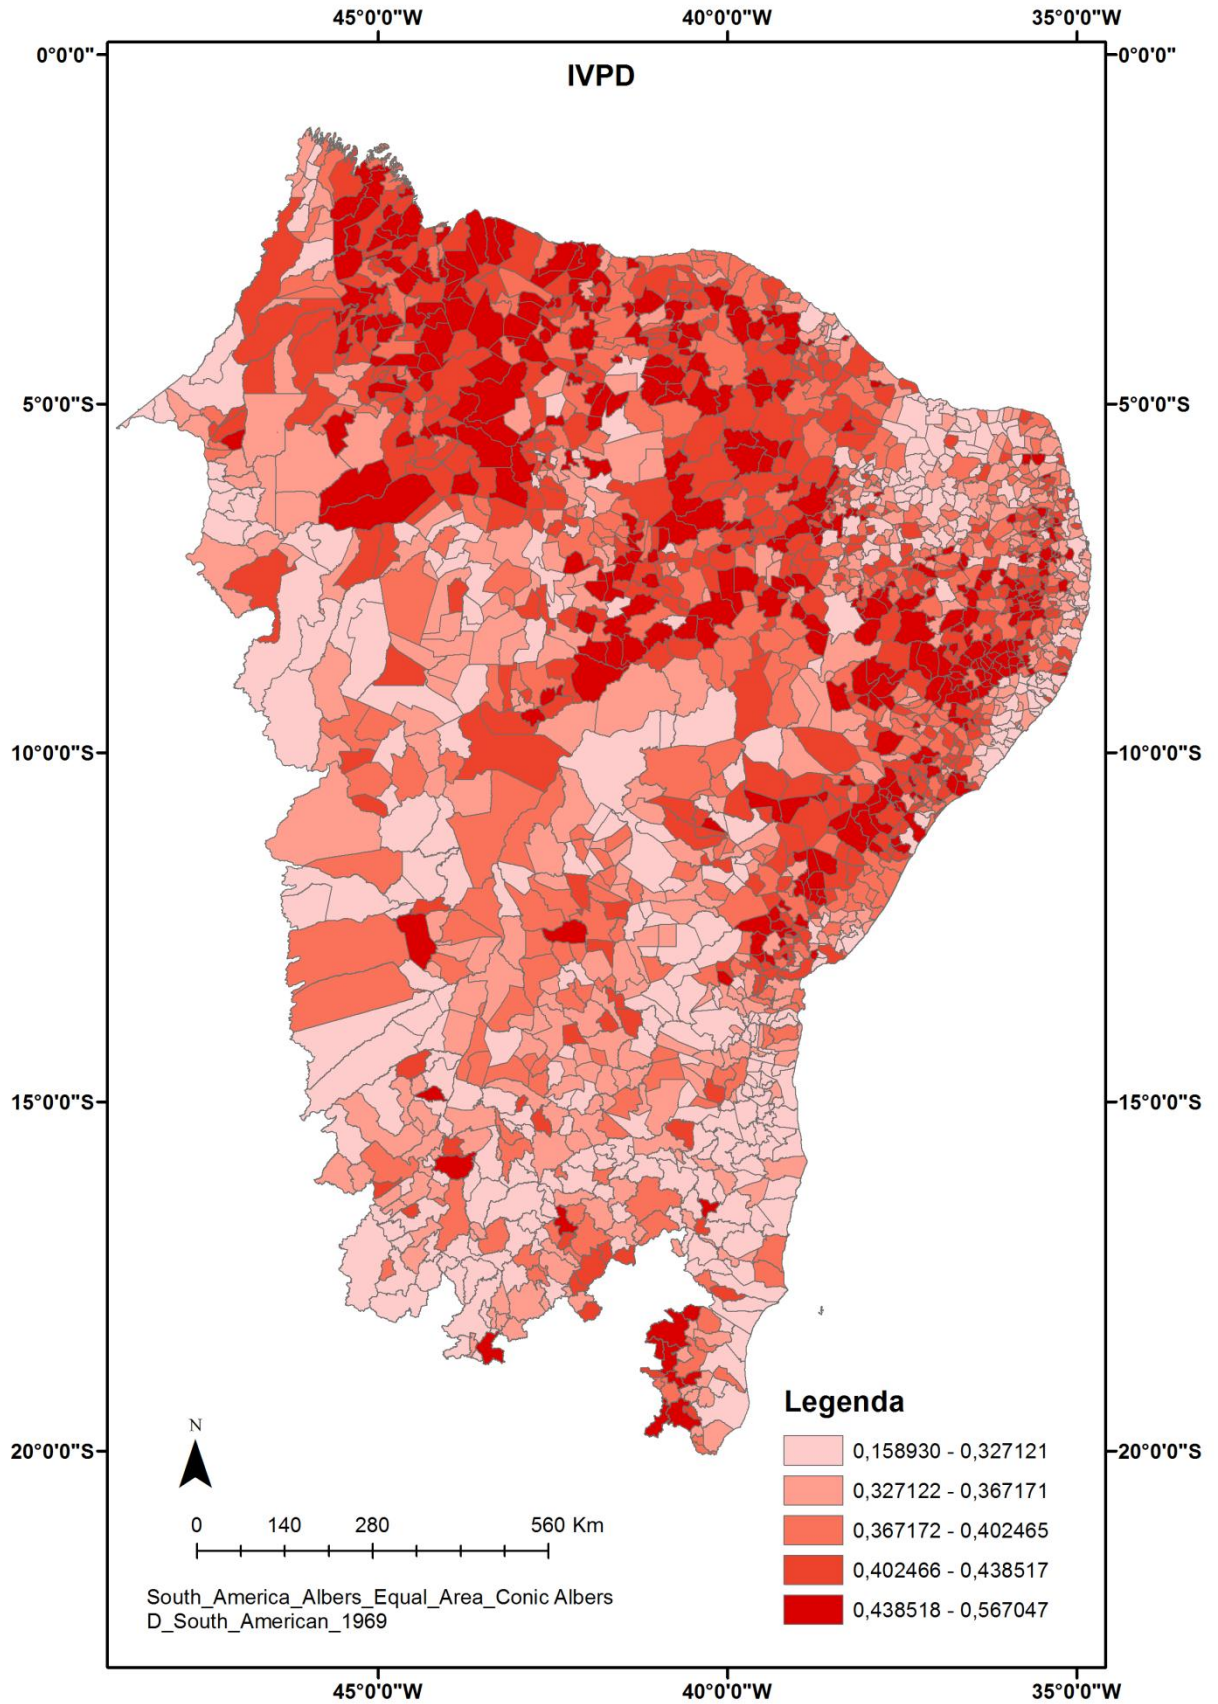 45°0'0"W 40°0'0"W 35°0'0"W
0°0'0" 0°0'0"
IVPD
5°0'0"S 5°0'0"S
10°0'0"S 10°0'0"S
15°0'0"S 15°0'0"S
Legenda
N
0,158930 - 0,327121
20°0'0"S 20°0'0"S
0,327122 - 0,367171
0 140 280 560 Km
0,367172 - 0,402465
0,402466 - 0,438517
South_America_Albers_Equal_Area_Conic Albers
D_South_American_1969
0,438518 - 0,567047
45°0'0"W 40°0'0"W 35°0'0"W